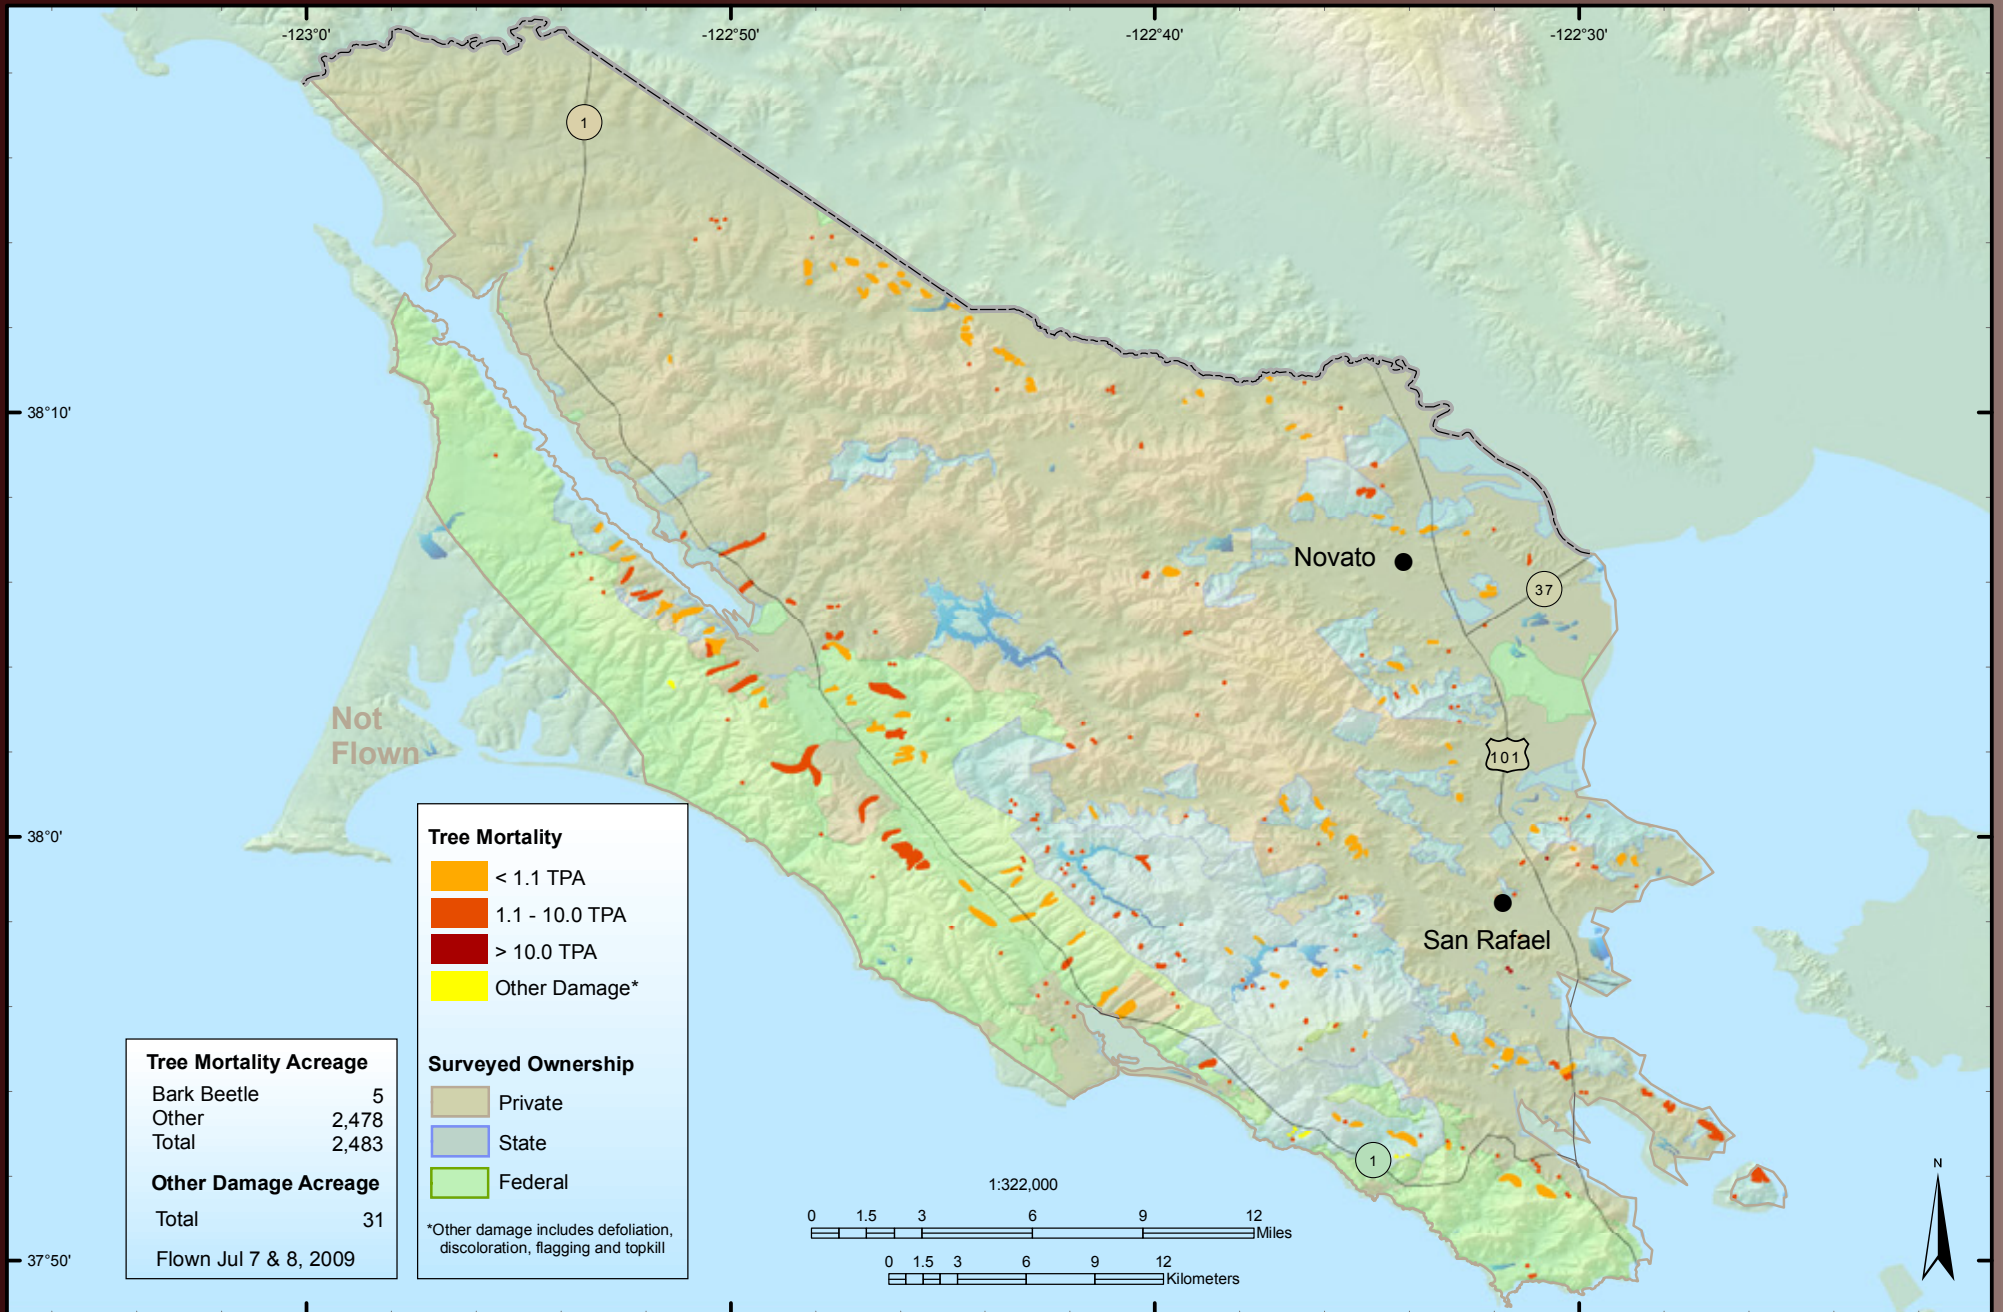 -123°0'
-122°50'
-122°40'
-122°30'
1
38°10'
Novato
37
Not
Flown
101
38°0'
San Rafael
Tree Mortality
< 1.1 TPA
1.1 - 10.0 TPA
> 10.0 TPA
Other Damage*
Surveyed Ownership
Private
State
Federal
*Other damage includes defoliation,
discoloration, flagging and topkill
Tree Mortality Acreage
Bark Beetle 5
Other 2,478
Total 2,483
Other Damage Acreage
Total 31
Flown Jul 7 & 8, 2009
1
N
1:322,000
0 1.5 3 6 9 12
Miles
0 1.5 3 6 9 12
Kilometers
37°50'